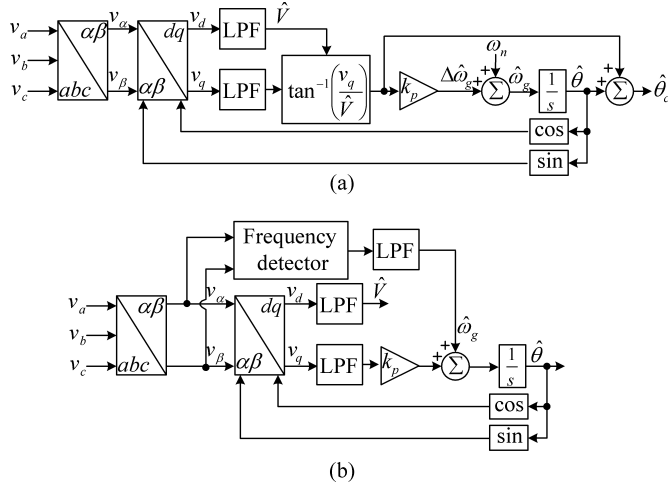 v_a αβ v_α dq v_d LPF V̂
v_b
v_c abc v_β αβ v_q LPF tan⁻¹(v_q/V̂) k_p Δω̂_g + + Σ ω_n ω̂_g 1/s θ̂ + + Σ θ̂_c
cos
sin
(a)
Frequency detector LPF
v_a αβ v_α dq v_d LPF V̂
v_b ω̂_g
v_c abc v_β αβ v_q LPF k_p + + Σ 1/s θ̂
cos
sin
(b)